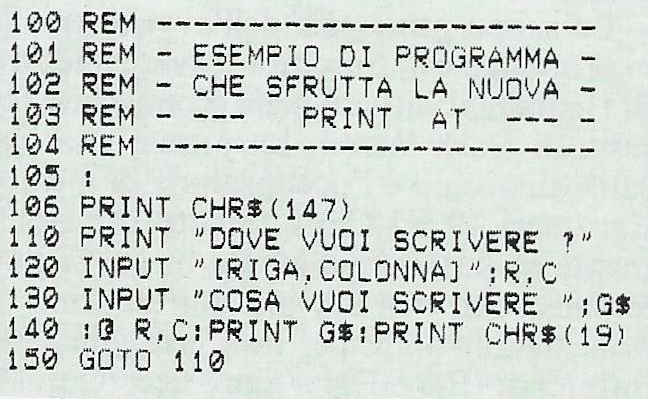 100 REM --------------------------
101 REM - ESEMPIO DI PROGRAMMA -
102 REM - CHE SFRUTTA LA NUOVA -
103 REM - ---   PRINT  AT  --- -
104 REM --------------------------
105 :
106 PRINT CHR$(147)
110 PRINT "DOVE VUOI SCRIVERE ?"
120 INPUT "[RIGA,COLONNA]";R,C
130 INPUT "COSA VUOI SCRIVERE ";G$
140 :@ R,C:PRINT G$:PRINT CHR$(19)
150 GOTO 110